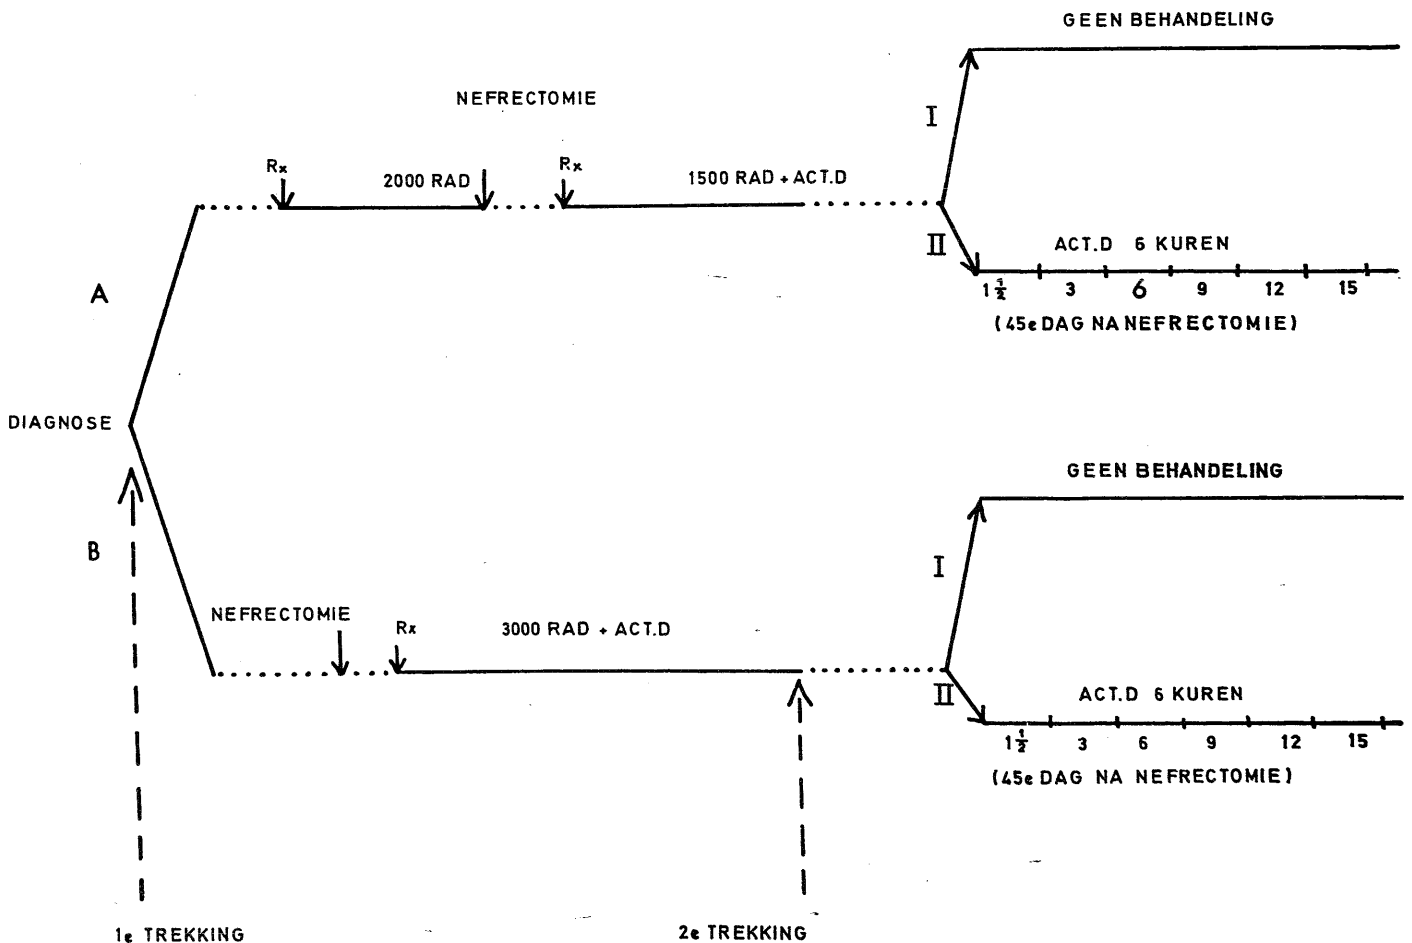 GEEN BEHANDELING
NEFRECTOMIE
I
Rx
2000 RAD
Rx
1500 RAD + ACT.D
II
ACT.D 6 KUREN
1½ 3 6 9 12 15
(45e DAG NA NEFRECTOMIE)
A
DIAGNOSE
GEEN BEHANDELING
B
I
NEFRECTOMIE
Rx
3000 RAD + ACT.D
II
ACT.D 6 KUREN
1½ 3 6 9 12 15
(45e DAG NA NEFRECTOMIE)
1e TREKKING
2e TREKKING